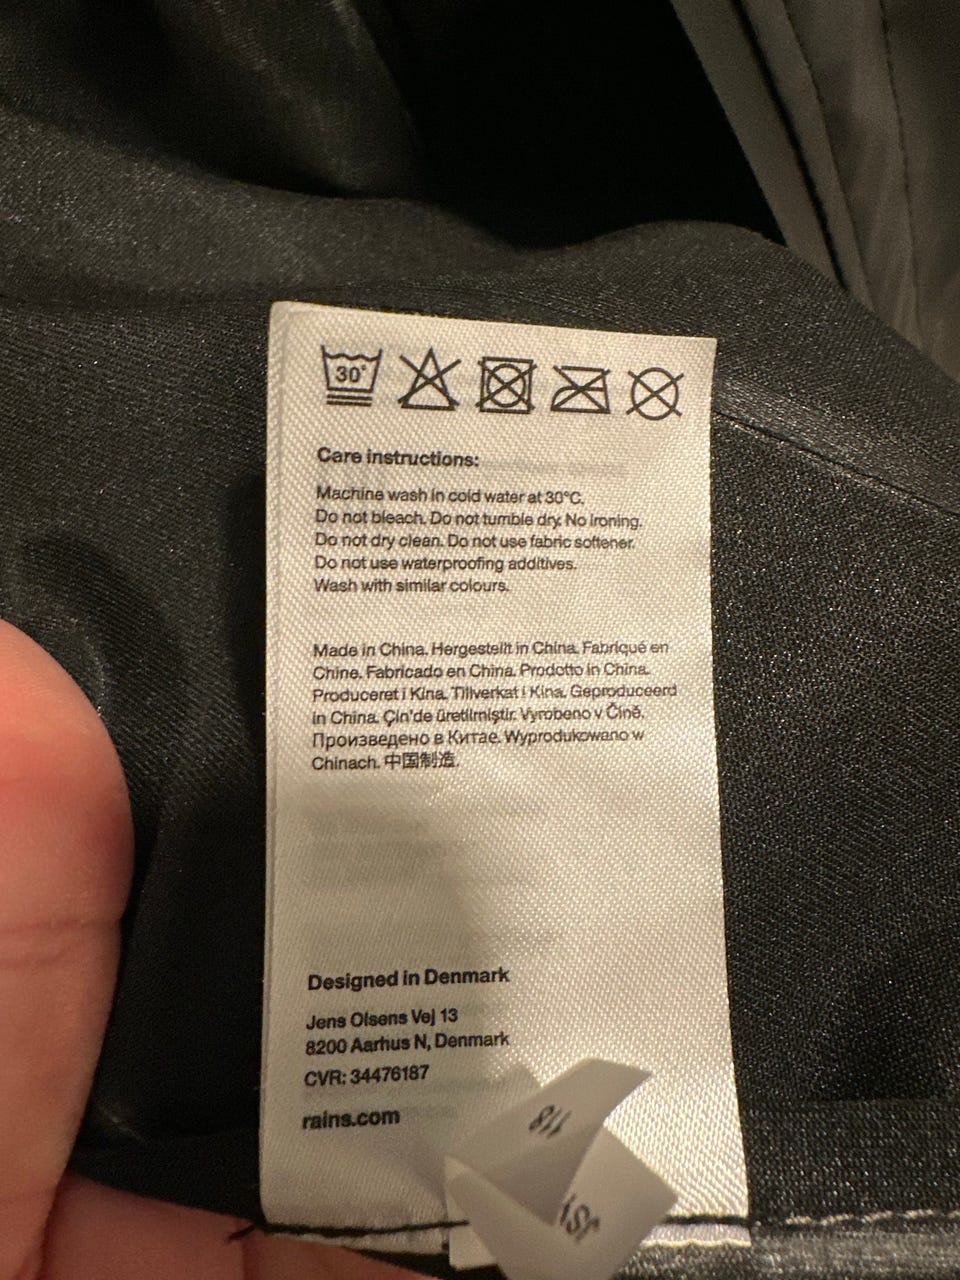 30°
Care instructions:
Machine wash in cold water at 30°C.
Do not bleach. Do not tumble dry. No ironing.
Do not dry clean. Do not use fabric softener.
Do not use waterproofing additives.
Wash with similar colours.
Made in China. Hergestellt in China. Fabriqué en
Chine. Fabricado en China. Prodotto in China.
Produceret i Kina. Tillverkat i Kina. Geproduceerd
in China. Çin'de üretilmiştir. Vyrobeno v Čině.
Произведено в Китае. Wyprodukowano w
Chinach. 中国制造.
Designed in Denmark
Jens Olsens Vej 13
8200 Aarhus N, Denmark
CVR: 34476187
rains.com